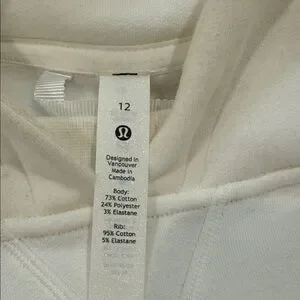 12
Designed in
Vancouver
Made in
Cambodia
Body:
73% Cotton
24% Polyester
3% Elastane
Rib:
95% Cotton
5% Elastane